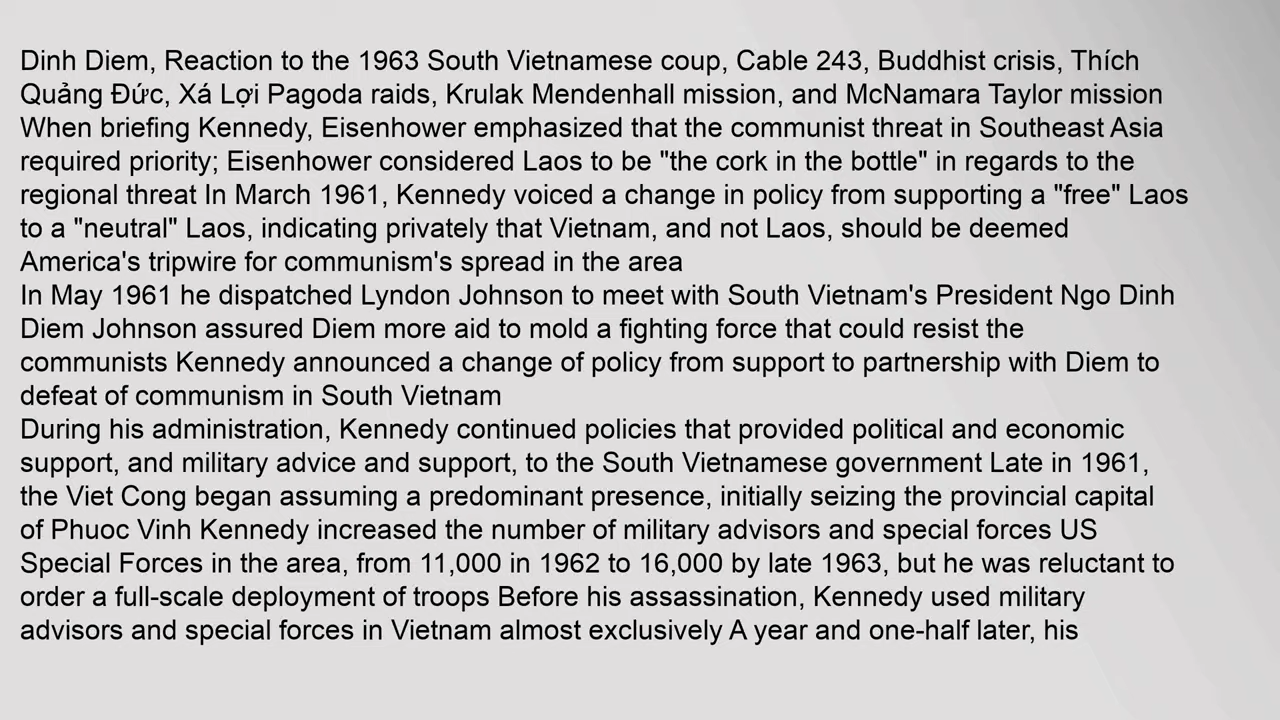 Dinh Diem, Reaction to the 1963 South Vietnamese coup, Cable 243, Buddhist crisis, Thích
Quảng Đức, Xá Lợi Pagoda raids, Krulak Mendenhall mission, and McNamara Taylor mission
When briefing Kennedy, Eisenhower emphasized that the communist threat in Southeast Asia
required priority; Eisenhower considered Laos to be "the cork in the bottle" in regards to the
regional threat In March 1961, Kennedy voiced a change in policy from supporting a "free" Laos
to a "neutral" Laos, indicating privately that Vietnam, and not Laos, should be deemed
America's tripwire for communism's spread in the area
In May 1961 he dispatched Lyndon Johnson to meet with South Vietnam's President Ngo Dinh
Diem Johnson assured Diem more aid to mold a fighting force that could resist the
communists Kennedy announced a change of policy from support to partnership with Diem to
defeat of communism in South Vietnam
During his administration, Kennedy continued policies that provided political and economic
support, and military advice and support, to the South Vietnamese government Late in 1961,
the Viet Cong began assuming a predominant presence, initially seizing the provincial capital
of Phuoc Vinh Kennedy increased the number of military advisors and special forces US
Special Forces in the area, from 11,000 in 1962 to 16,000 by late 1963, but he was reluctant to
order a full-scale deployment of troops Before his assassination, Kennedy used military
advisors and special forces in Vietnam almost exclusively A year and one-half later, his